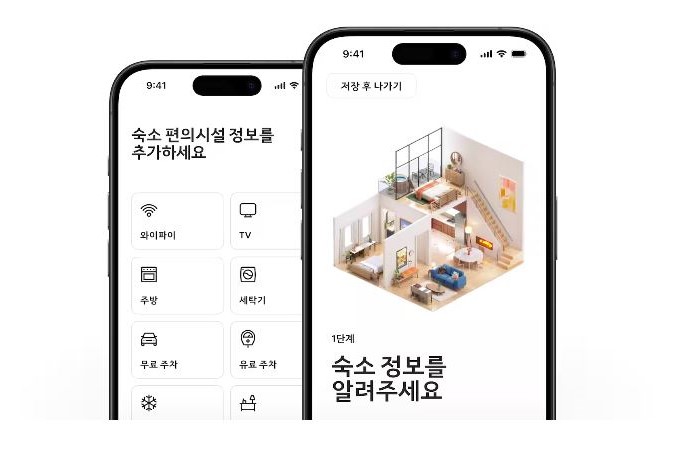 9:41
숙소 편의시설 정보를
추가하세요
와이파이
TV
주방
세탁기
무료 주차
유료 주차
9:41
저장 후 나가기
1단계
숙소 정보를
알려주세요